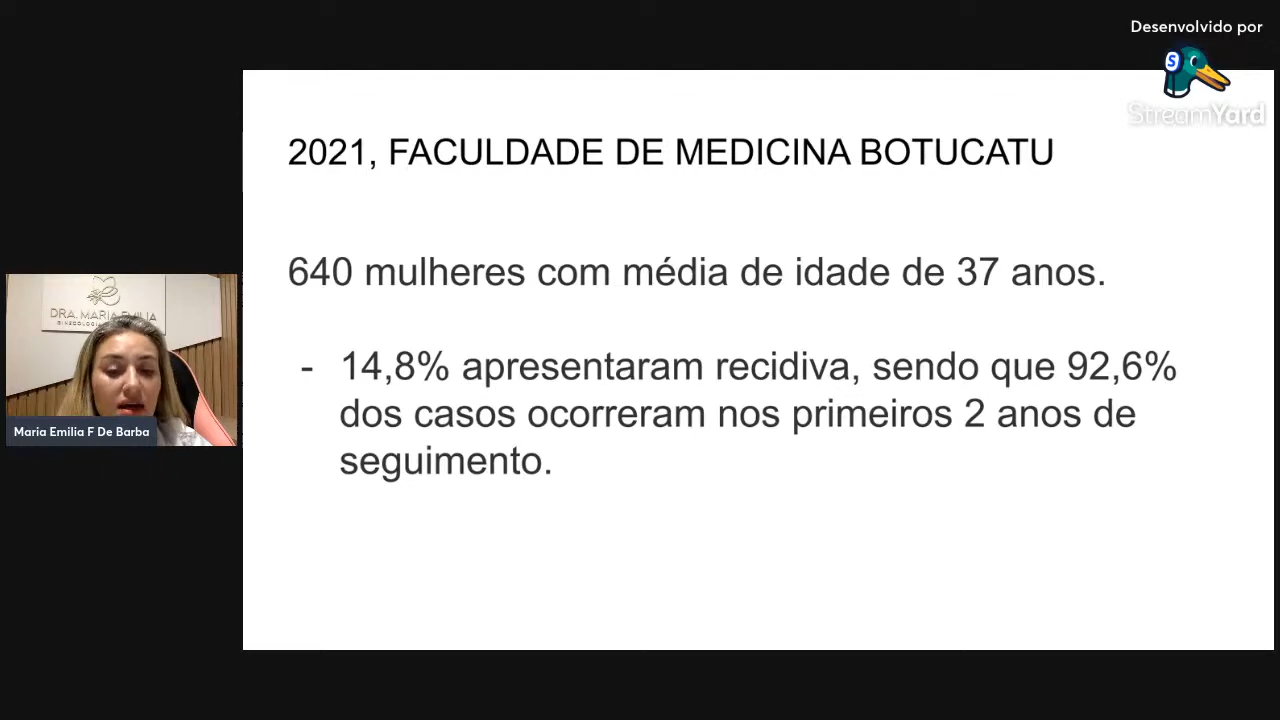 Desenvolvido por
StreamYard
2021, FACULDADE DE MEDICINA BOTUCATU
640 mulheres com média de idade de 37 anos.
- 14,8% apresentaram recidiva, sendo que 92,6%
dos casos ocorreram nos primeiros 2 anos de
seguimento.
DRA. MARIA EMILIA
Maria Emilia F De Barba